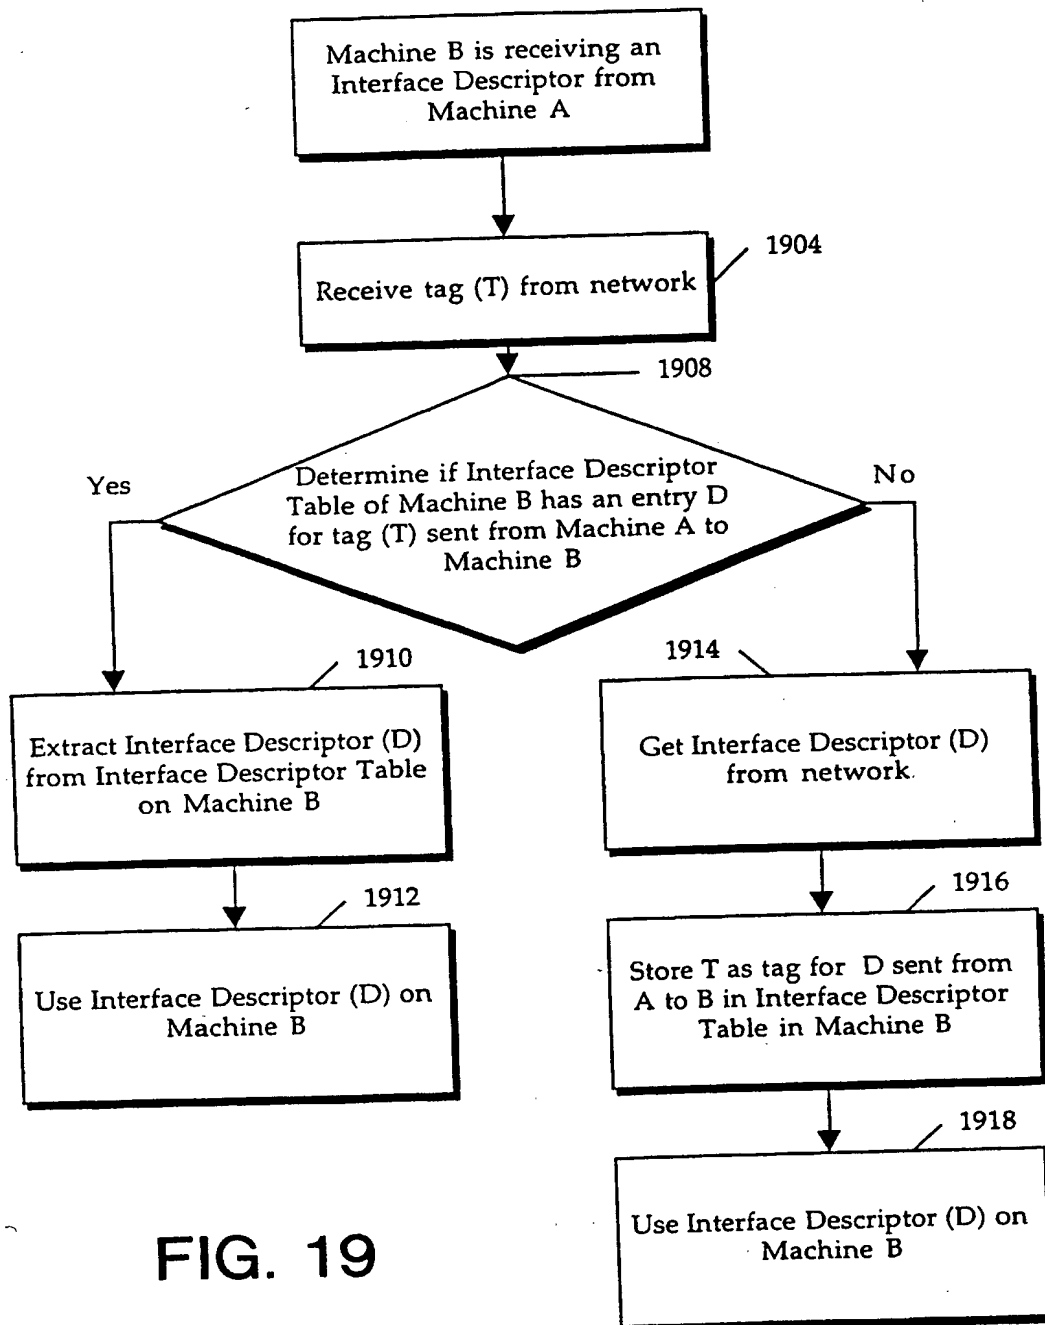 Machine B is receiving an
Interface Descriptor from
Machine A
1904
Receive tag (T) from network
1908
Yes
Determine if Interface Descriptor
Table of Machine B has an entry D
for tag (T) sent from Machine A to
Machine B
No
1910
Extract Interface Descriptor (D)
from Interface Descriptor Table
on Machine B
1914
Get Interface Descriptor (D)
from network
1912
Use Interface Descriptor (D) on
Machine B
1916
Store T as tag for D sent from
A to B in Interface Descriptor
Table in Machine B
1918
Use Interface Descriptor (D) on
Machine B
FIG. 19